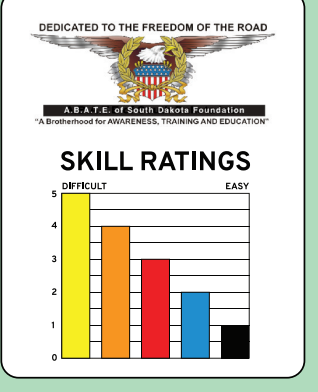 DEDICATED TO THE FREEDOM OF THE ROAD
A.B.A.T.E. of South Dakota Foundation
"A Brotherhood for AWARENESS, TRAINING AND EDUCATION"
SKILL RATINGS
DIFFICULT EASY
5
4
3
2
1
0